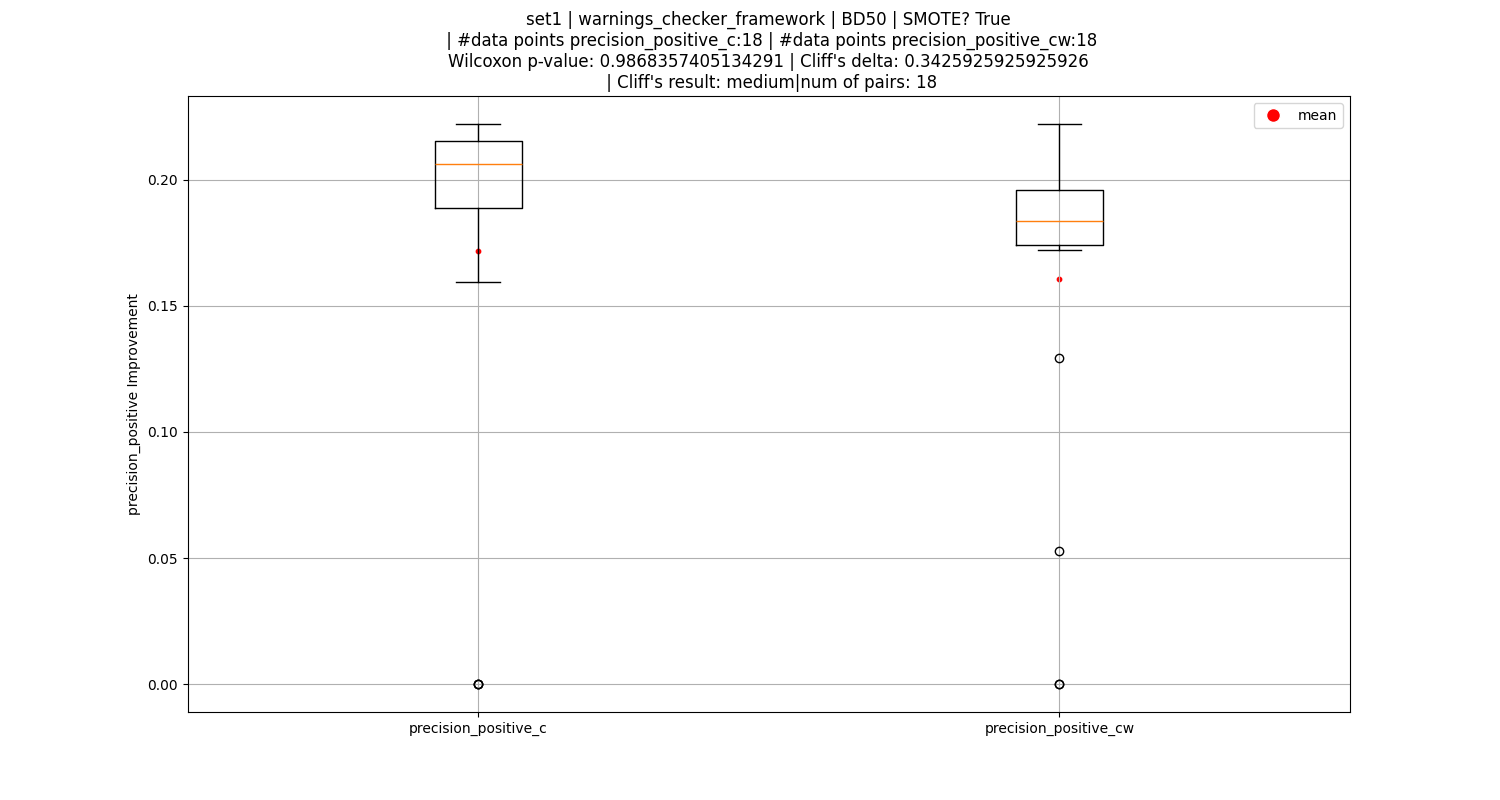 set1 | warnings_checker_framework | BD50 | SMOTE? True
| #data points precision_positive_c:18 | #data points precision_positive_cw:18
Wilcoxon p-value: 0.9868357405134291 | Cliff's delta: 0.3425925925925926
| Cliff's result: medium|num of pairs: 18
mean
precision_positive Improvement
0.20
0.15
0.10
0.05
0.00
precision_positive_c
precision_positive_cw